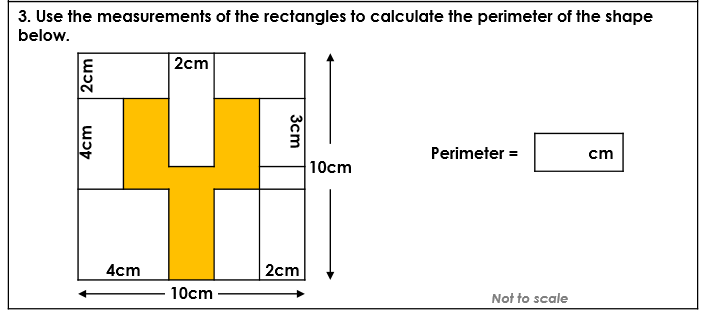 3. Use the measurements of the rectangles to calculate the perimeter of the shape
below.
2cm
2cm
4cm
3cm
10cm
Perimeter =
cm
4cm
2cm
10cm
Not to scale